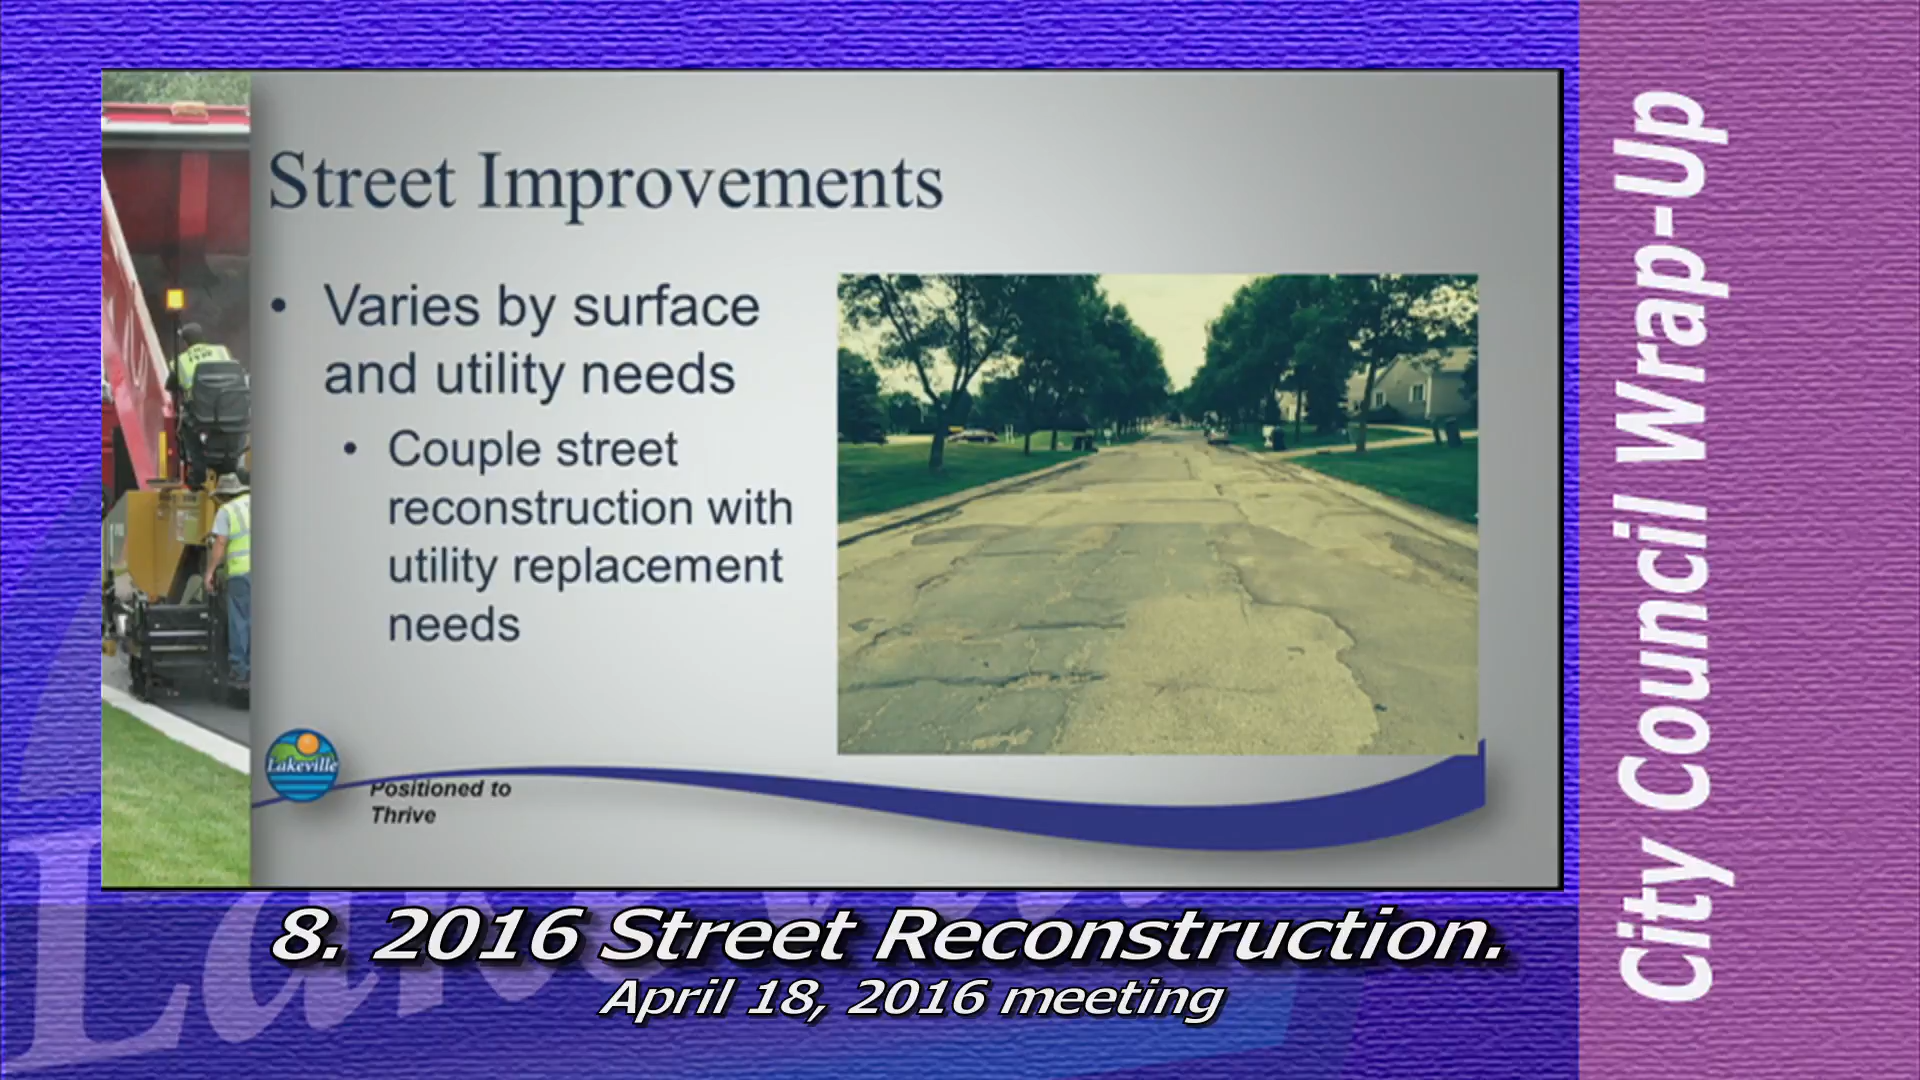 Street Improvements
• Varies by surface
and utility needs
• Couple street
reconstruction with
utility replacement
needs
Lakeville
Positioned to
Thrive
8. 2016 Street Reconstruction.
April 18, 2016 meeting
City Council Wrap-Up